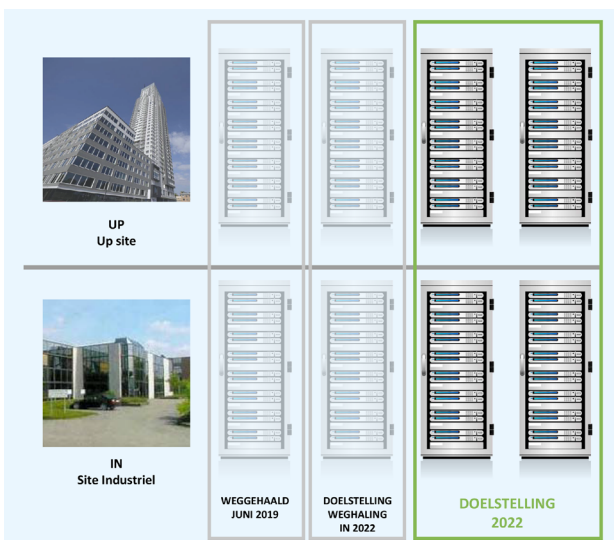 UP
Up site
IN
Site Industriel
WEGGEHAALD
JUNI 2019
DOELSTELLING
WEGHALING
IN 2022
DOELSTELLING
2022